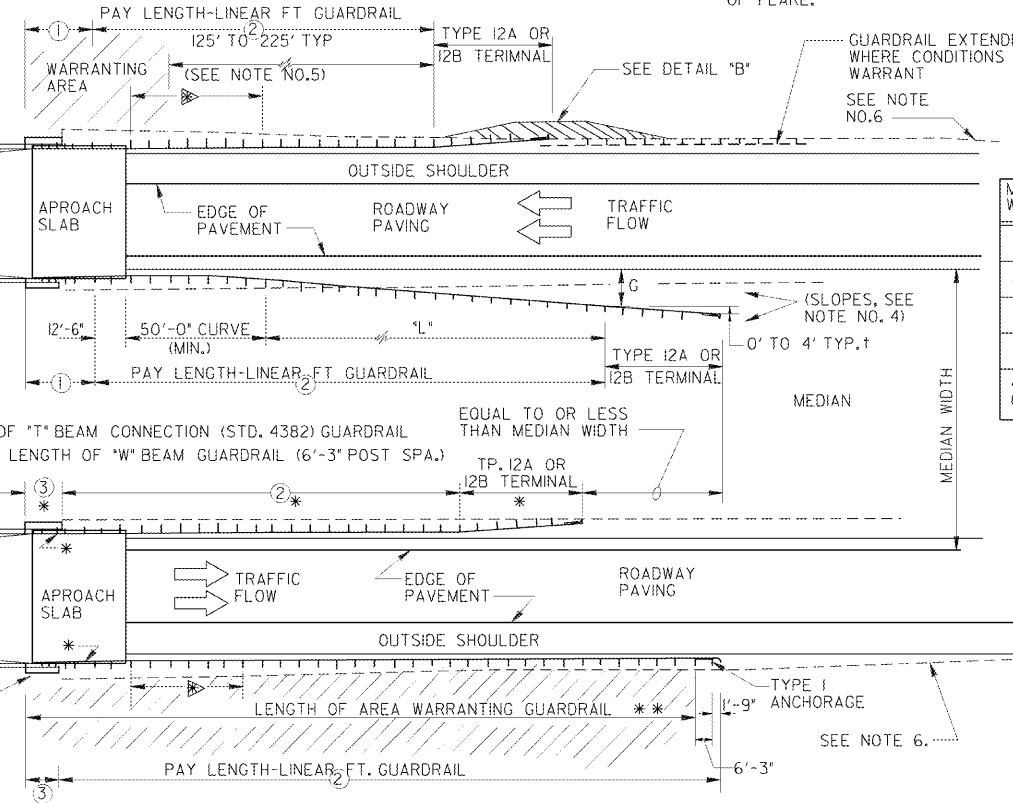 OF FLARE.
PAY LENGTH-LINEAR FT GUARDRAIL
1
2
125' TO 225' TYP
(SEE NOTE NO.5)
WARRANTING
AREA
TYPE 12A OR
12B TERIMNAL
SEE DETAIL "B"
GUARDRAIL EXTENDE
WHERE CONDITIONS
WARRANT
SEE NOTE
NO.6
OUTSIDE SHOULDER
APROACH
SLAB
EDGE OF
PAVEMENT
ROADWAY
PAVING
TRAFFIC
FLOW
G
(SLOPES, SEE
NOTE NO. 4)
0' TO 4' TYP.†
12'-6"
50'-0" CURVE
(MIN.)
"L"
TYPE 12A OR
12B TERMINAL
1
PAY LENGTH-LINEAR FT GUARDRAIL
2
MEDIAN
MEDIAN WIDTH
EQUAL TO OR LESS
THAN MEDIAN WIDTH
OF "T" BEAM CONNECTION (STD. 4382) GUARDRAIL
LENGTH OF "W" BEAM GUARDRAIL (6'-3" POST SPA.)
TP. 12A OR
12B TERMINAL
3
*
2
*
*
*
APROACH
SLAB
*
TRAFFIC
FLOW
EDGE OF
PAVEMENT
ROADWAY
PAVING
OUTSIDE SHOULDER
TYPE 1
ANCHORAGE
1'-9"
LENGTH OF AREA WARRANTING GUARDRAIL **
SEE NOTE 6.
6'-3"
PAY LENGTH-LINEAR FT. GUARDRAIL
2
3